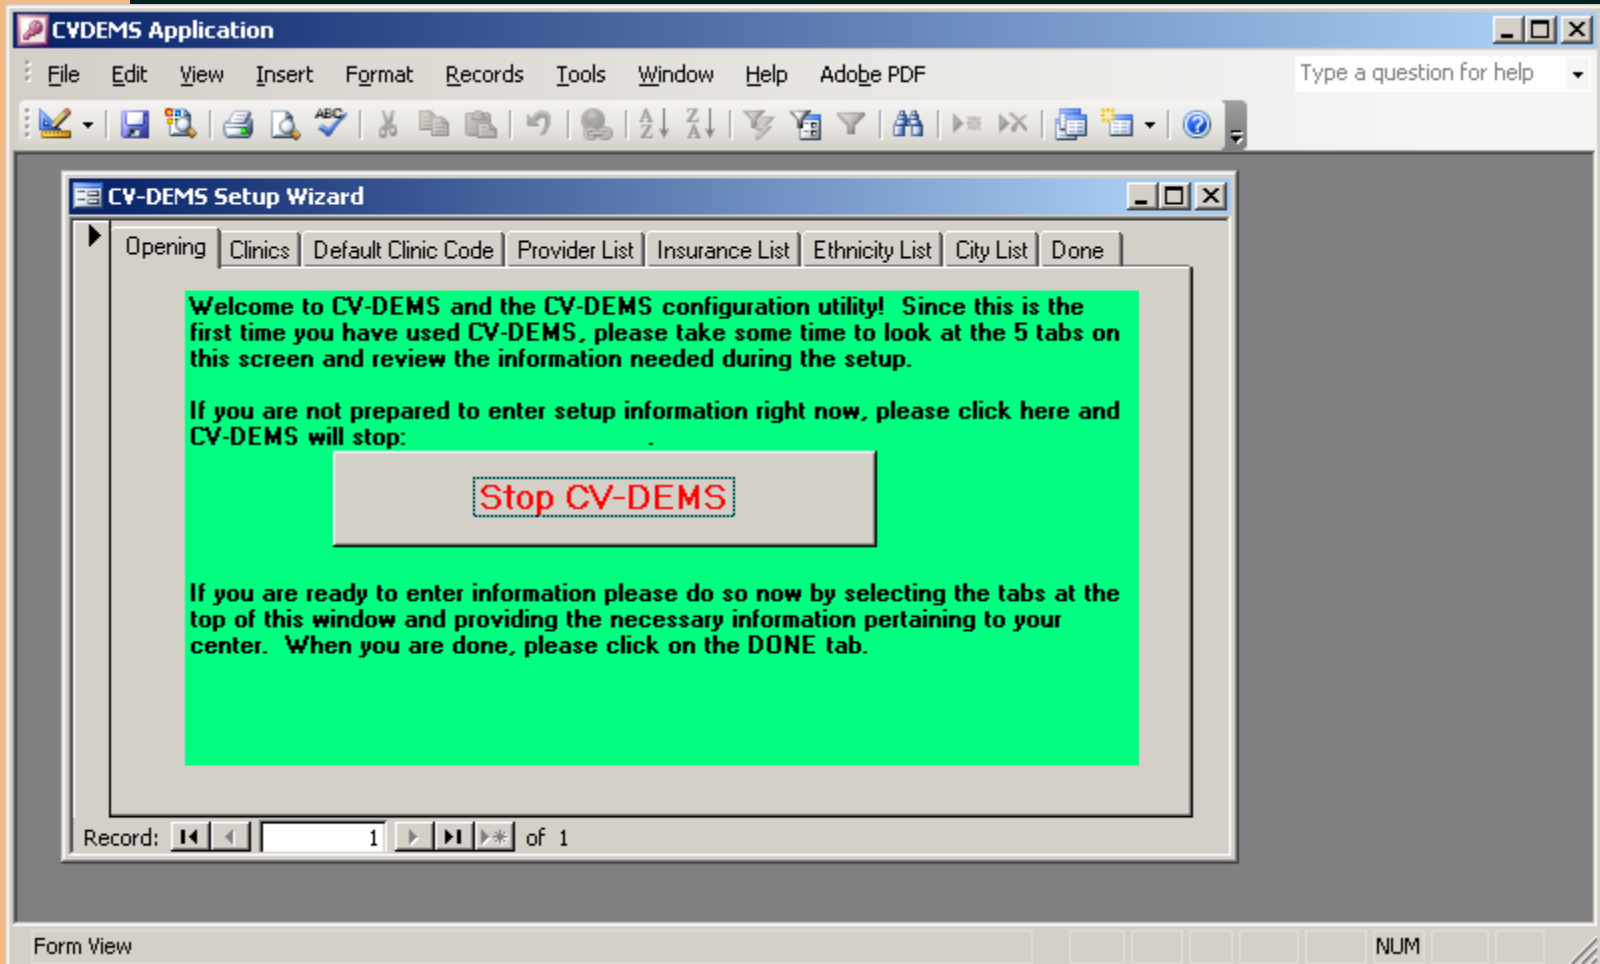 CVDEMS Application
File Edit View Insert Format Records Tools Window Help Adobe PDF Type a question for help
CV-DEMS Setup Wizard
Opening Clinics Default Clinic Code Provider List Insurance List Ethnicity List City List Done
Welcome to CV-DEMS and the CV-DEMS configuration utility! Since this is the
first time you have used CV-DEMS, please take some time to look at the 5 tabs on
this screen and review the information needed during the setup.
If you are not prepared to enter setup information right now, please click here and
CV-DEMS will stop: .
Stop CV-DEMS
If you are ready to enter information please do so now by selecting the tabs at the
top of this window and providing the necessary information pertaining to your
center. When you are done, please click on the DONE tab.
Record: 1 of 1
Form View NUM